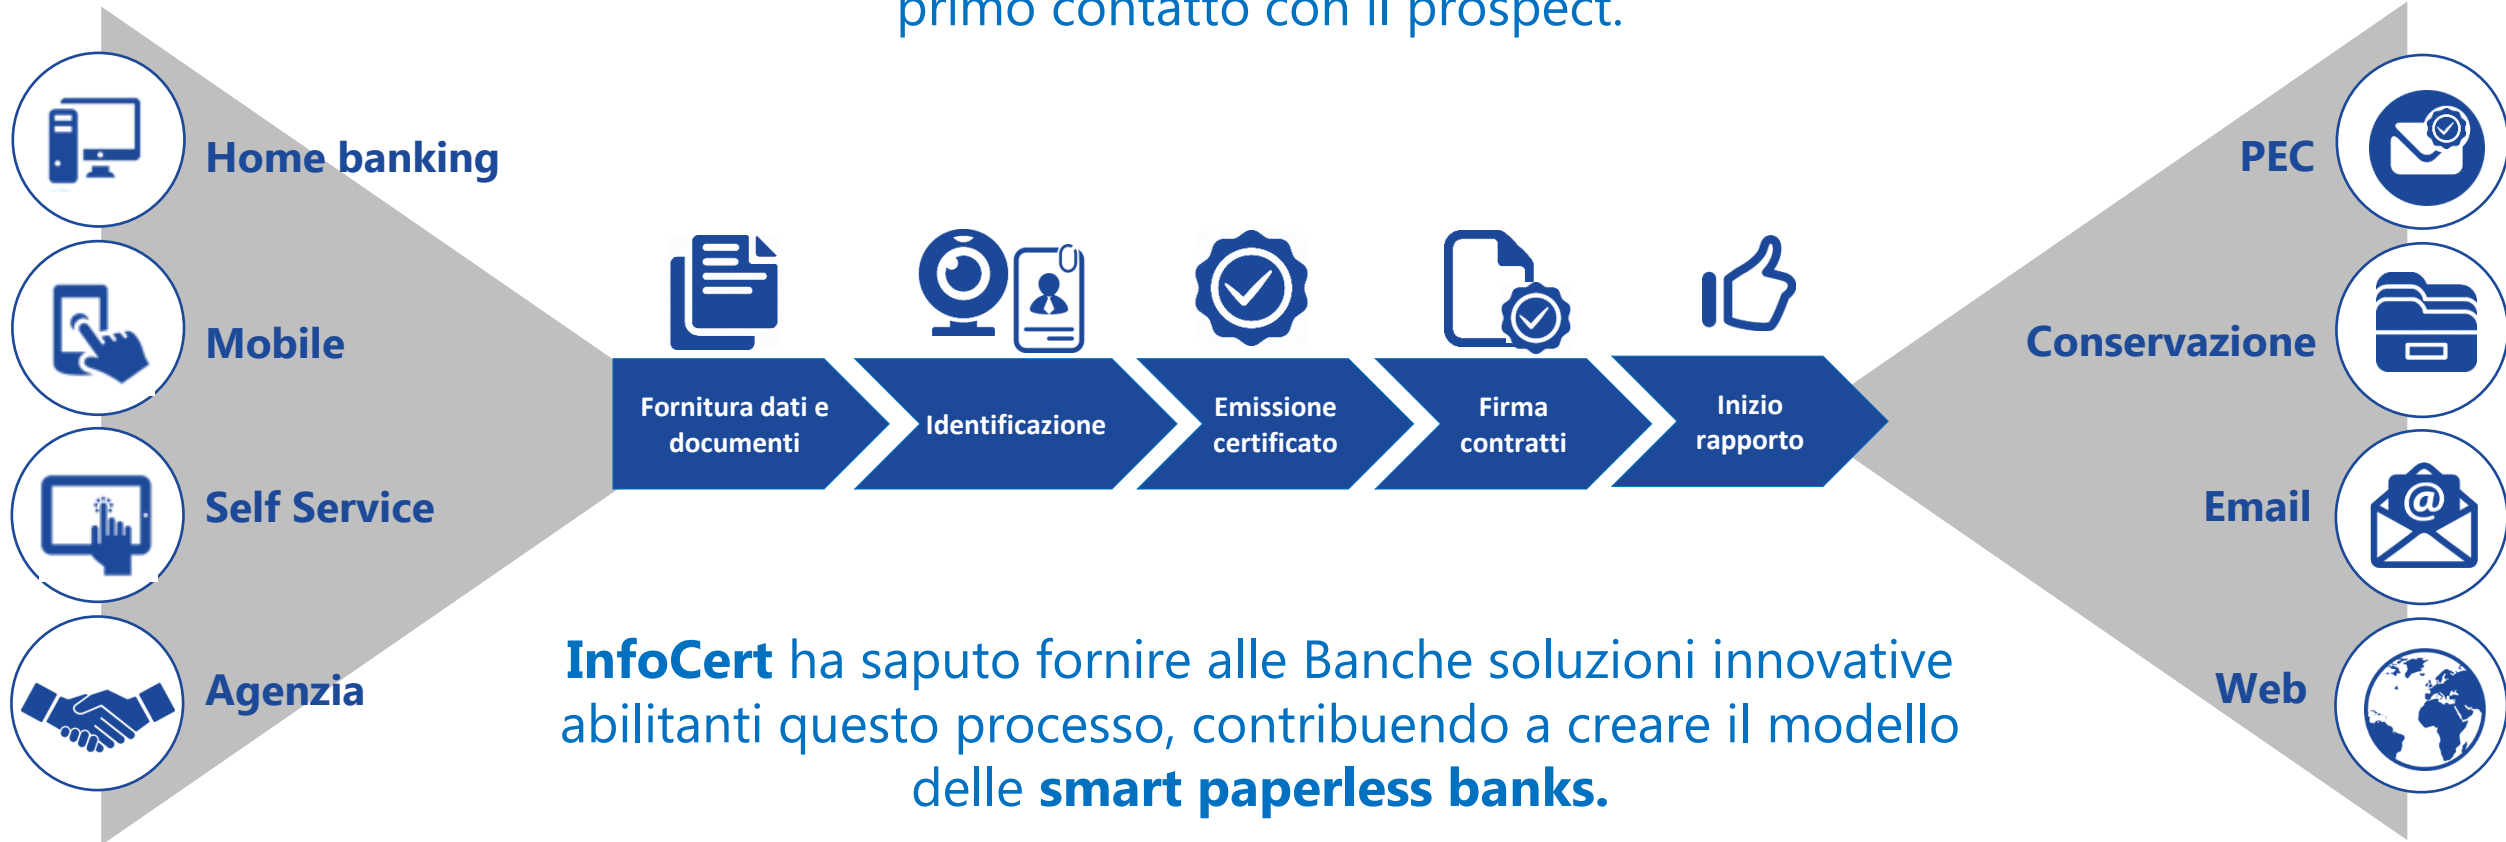 primo contatto con il prospect.
Home banking
Mobile
Self Service
Agenzia
Fornitura dati e
documenti
Identificazione
Emissione
certificato
Firma
contratti
Inizio
rapporto
PEC
Conservazione
Email
@
Web
InfoCert ha saputo fornire alle Banche soluzioni innovative
abilitanti questo processo, contribuendo a creare il modello
delle smart paperless banks.